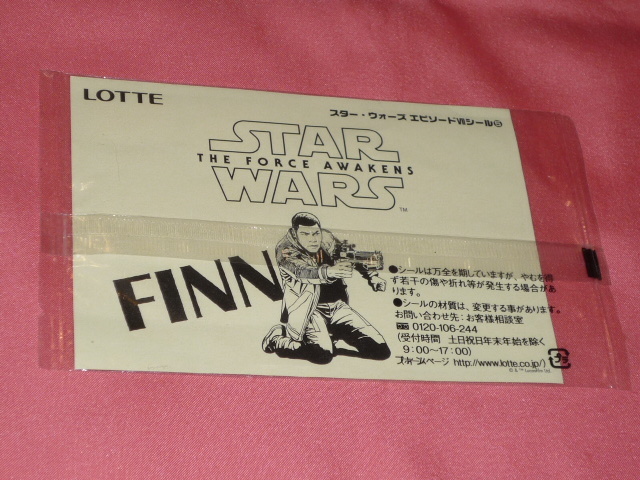 LOTTE
スター・ウォーズ エピソードⅦシール⑤
STAR
THE FORCE AWAKENS
WARS
TM
FINN
●シールは万全を期していますが、やむを得
ず若干の傷や折れ等が発生する場合があ
ります。
●シールの材質は、変更する事があります。
お問い合わせ先：お客様相談室
0120-106-244
(受付時間 土日祝日年末年始を除く
9:00〜17:00)
ホームページ http://www.lotte.co.jp/)
© & ™ Lucasfilm Ltd.